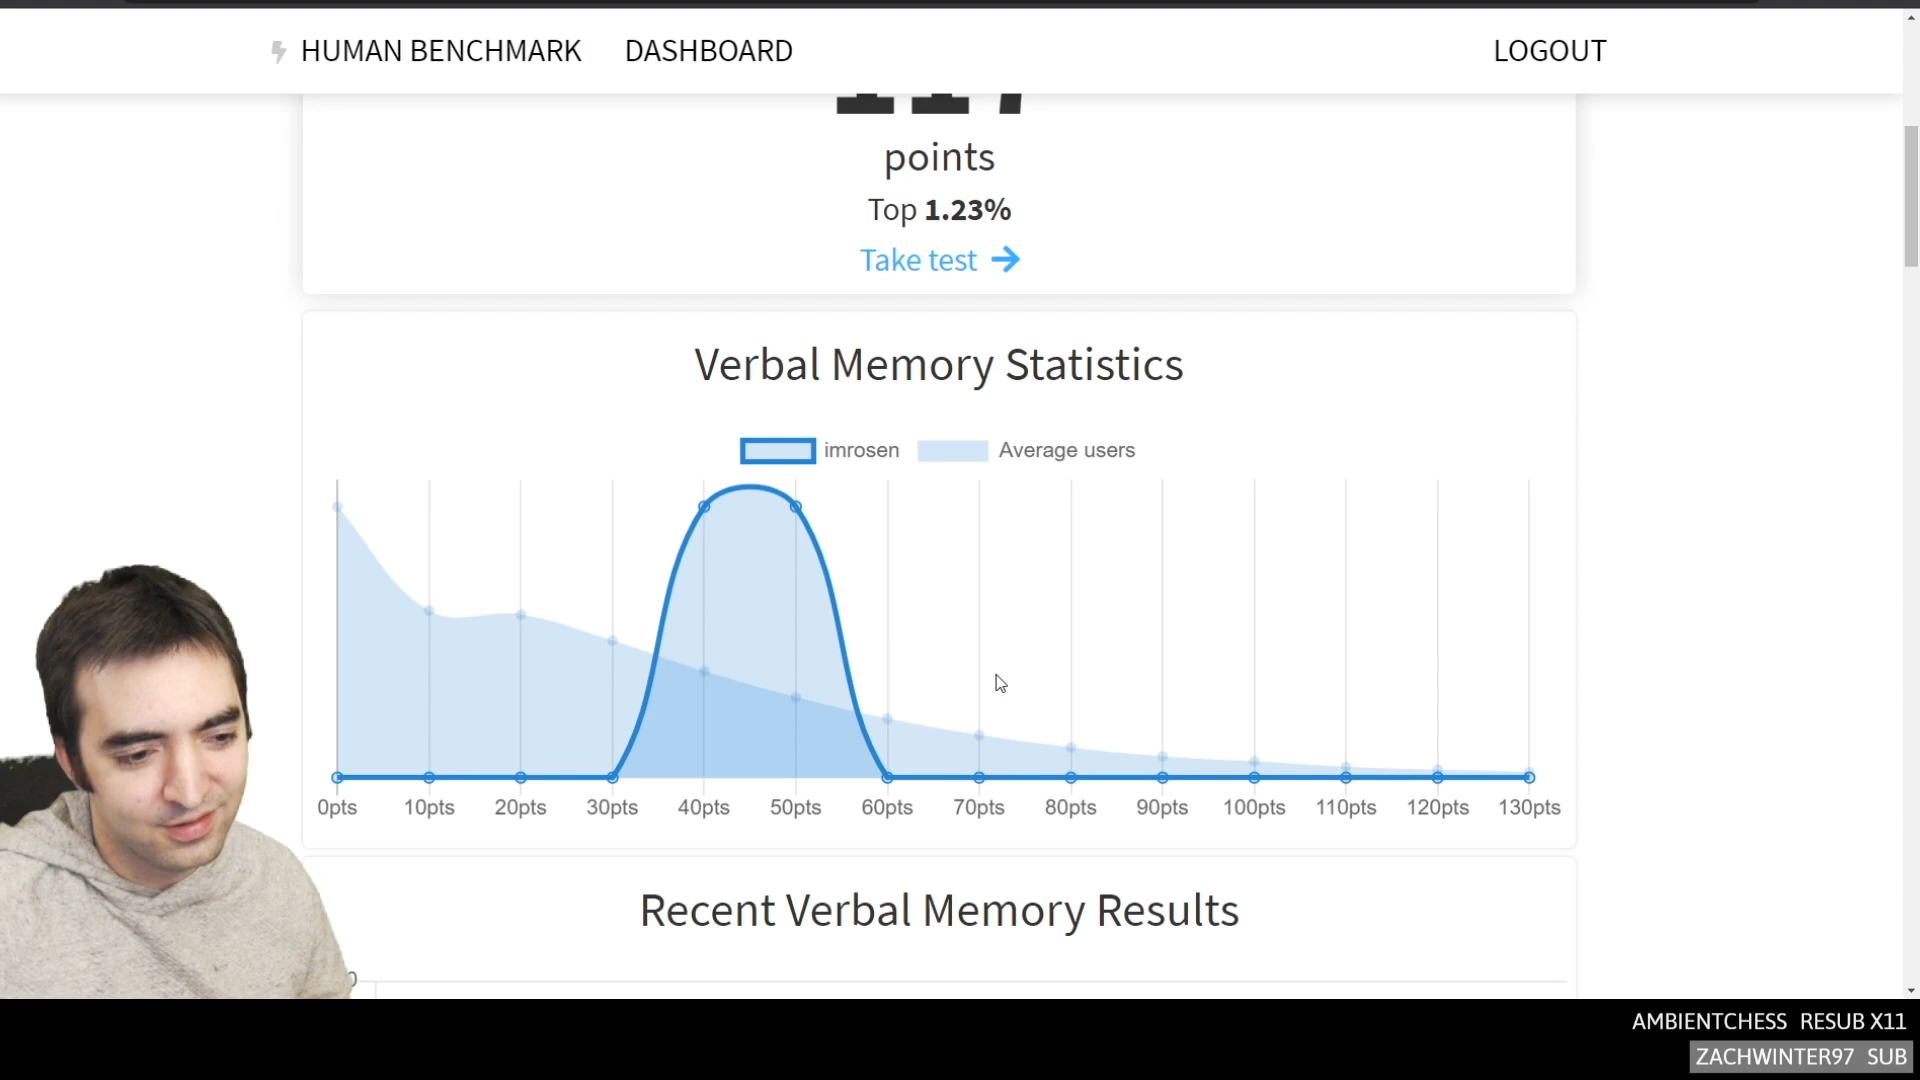 HUMAN BENCHMARK DASHBOARD LOGOUT
points
Top 1.23%
Take test
Verbal Memory Statistics
imrosen Average users
0pts 10pts 20pts 30pts 40pts 50pts 60pts 70pts 80pts 90pts 100pts 110pts 120pts 130pts
Recent Verbal Memory Results
AMBIENTCHESS RESUB X11
ZACHWINTER97 SUB